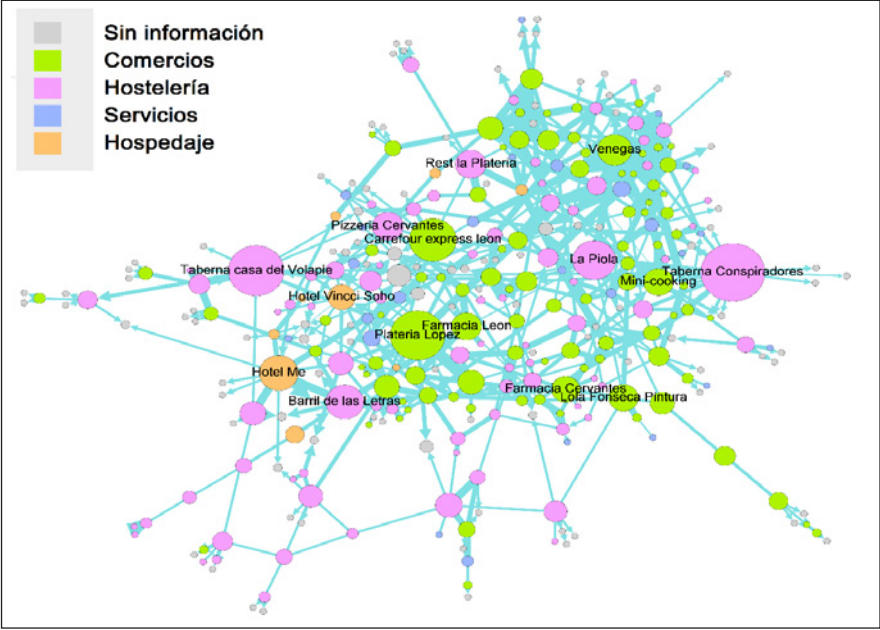 Sin información
Comercios
Hostelería
Servicios
Hospedaje
Venegas
Rest la Plateria
Pizzeria Cervantes
Carrefour express leon
La Piola
Taberna casa del Volapie
Taberna Conspiradores
Mini-cooking
Hotel Vincci Soho
Farmacia Leon
Plateria Lopez
Hotel Me
Farmacia Cervantes
Lola Fonseca Pintura
Barril de las Letras